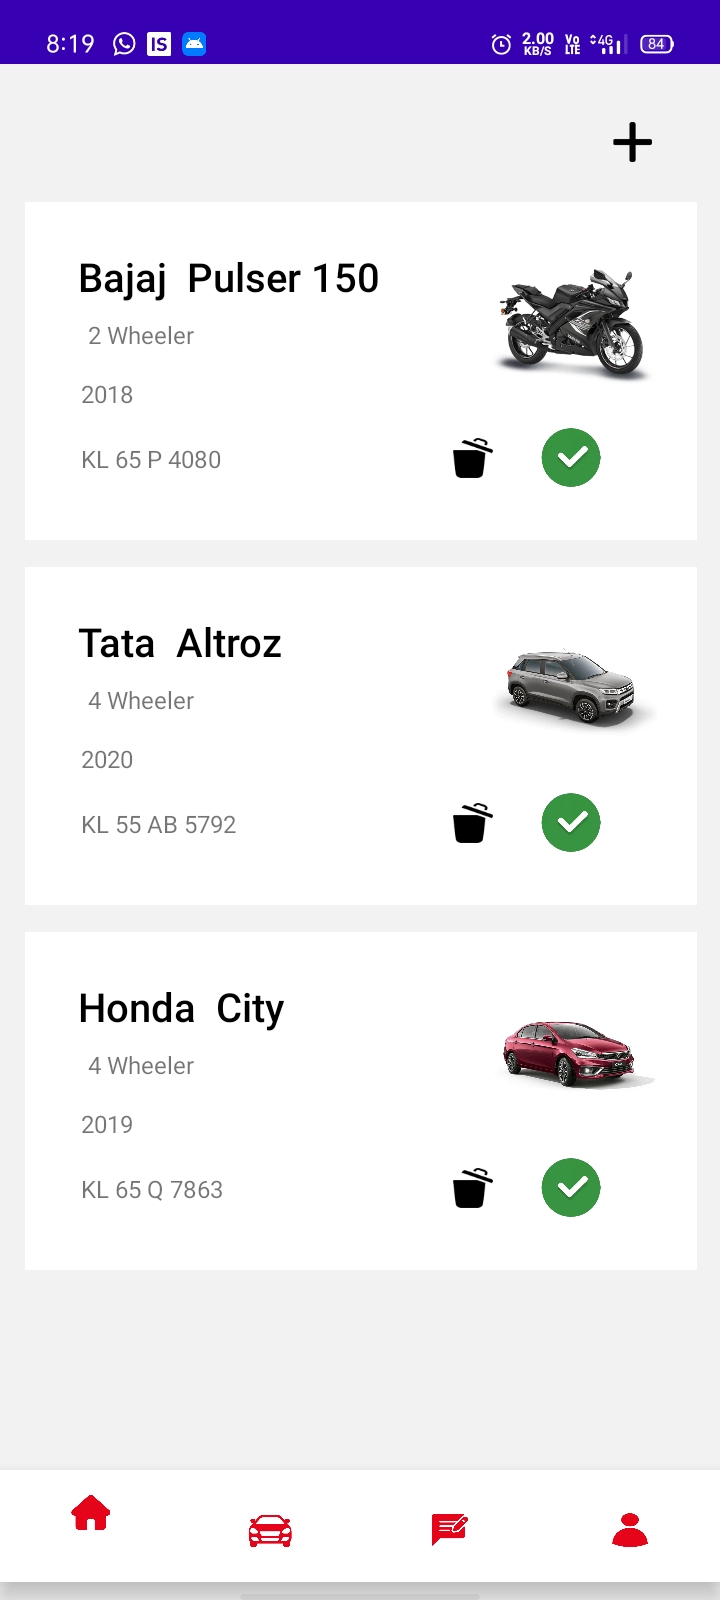 8:19 IS 2.00 KB/S Vo LTE 4G 84
Bajaj  Pulser 150
2 Wheeler
2018
KL 65 P 4080
Tata  Altroz
4 Wheeler
2020
KL 55 AB 5792
Honda  City
4 Wheeler
2019
KL 65 Q 7863